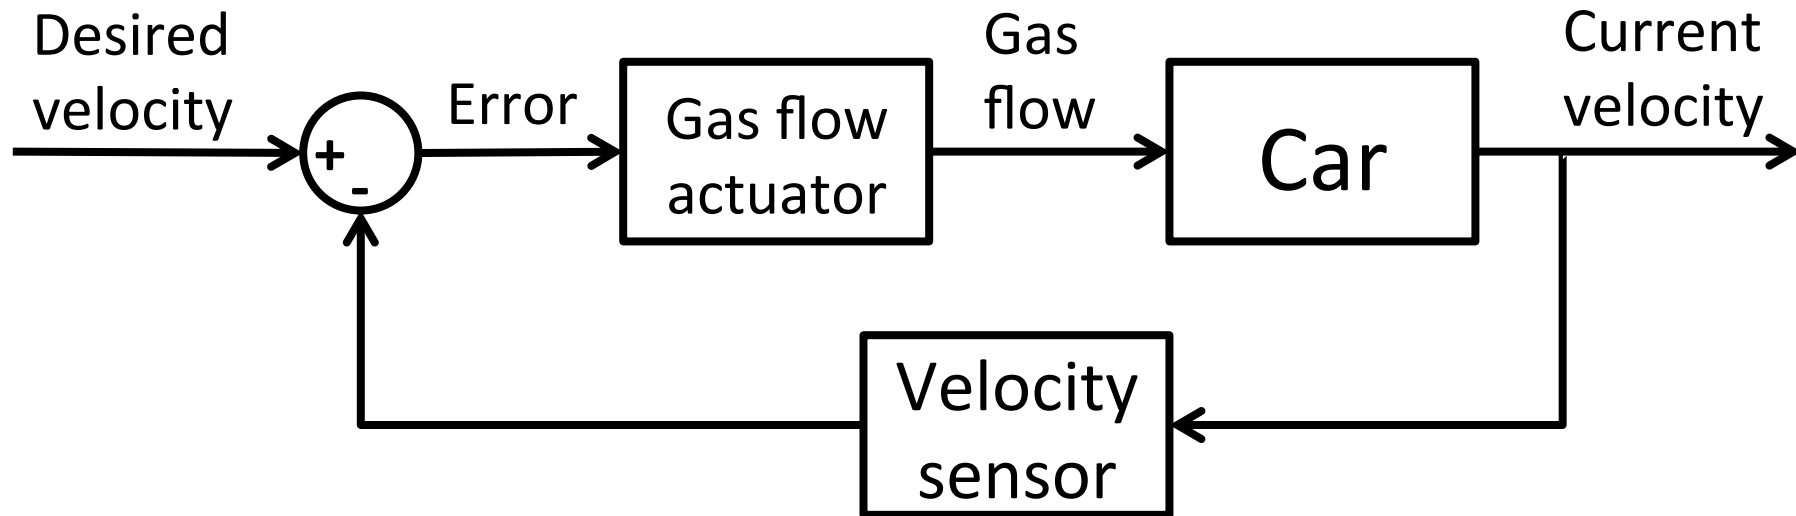 Desired
velocity
Error
Gas flow
actuator
Gas
flow
Car
Current
velocity
+
-
Velocity
sensor